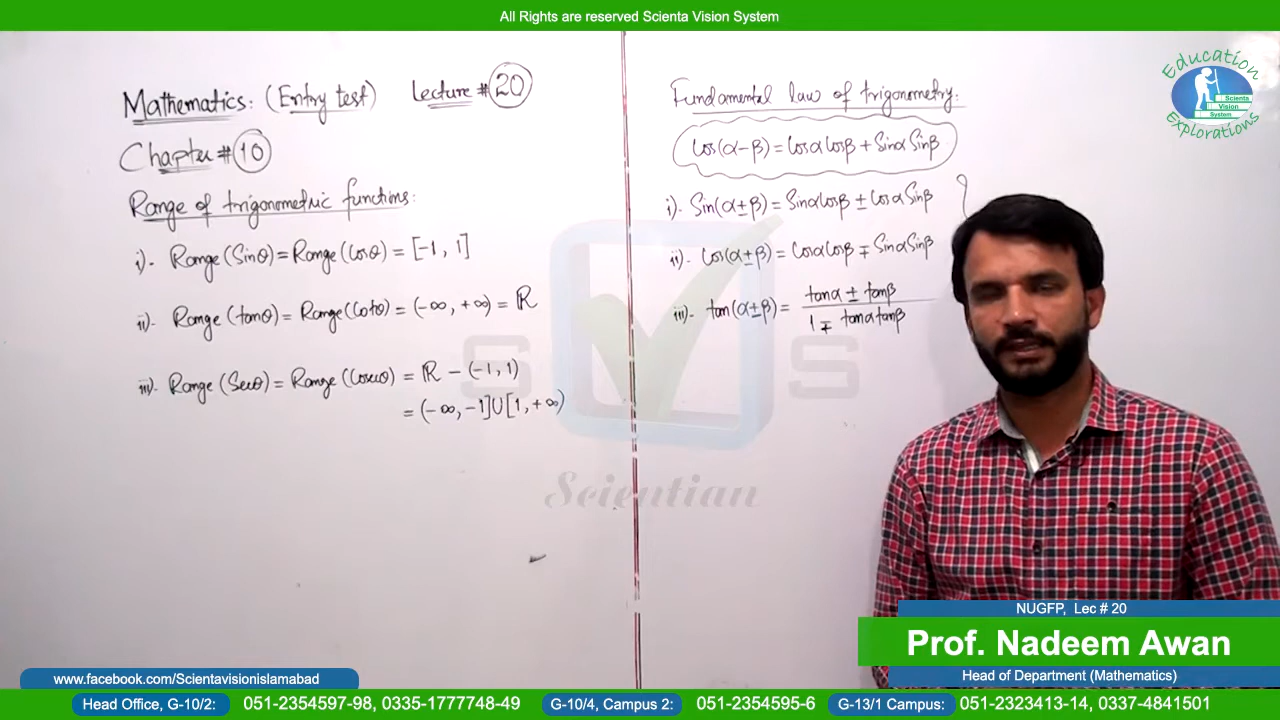 All Rights are reserved Scienta Vision System
Mathematics: (Entry test) Lecture # 20
Chapter # 10
Range of trigonometric functions:
i)- Range(Sinθ) = Range(Cosθ) = [-1, 1]
ii)- Range(tanθ) = Range(Cotθ) = (-∞, +∞) = ℝ
iii)- Range(Secθ) = Range(Cosecθ) = ℝ - (-1, 1)
= (-∞, -1]U[1, +∞)
Fundamental law of trigonometry:
Cos(α-β) = Cosα Cosβ + Sinα Sinβ
i)- Sin(α±β) = Sinα Cosβ ± Cosα Sinβ
ii)- Cos(α±β) = Cosα Cosβ ∓ Sinα Sinβ
iii)- tan(α±β) = tanα ± tanβ / 1 ∓ tanα tanβ
Education
Scienta
Vision
System
Explorations
S S
Scientian
NUGFP, Lec # 20
Prof. Nadeem Awan
Head of Department (Mathematics)
www.facebook.com/Scientavisionislamabad
Head Office, G-10/2: 051-2354597-98, 0335-1777748-49 G-10/4, Campus 2: 051-2354595-6 G-13/1 Campus: 051-2323413-14, 0337-4841501